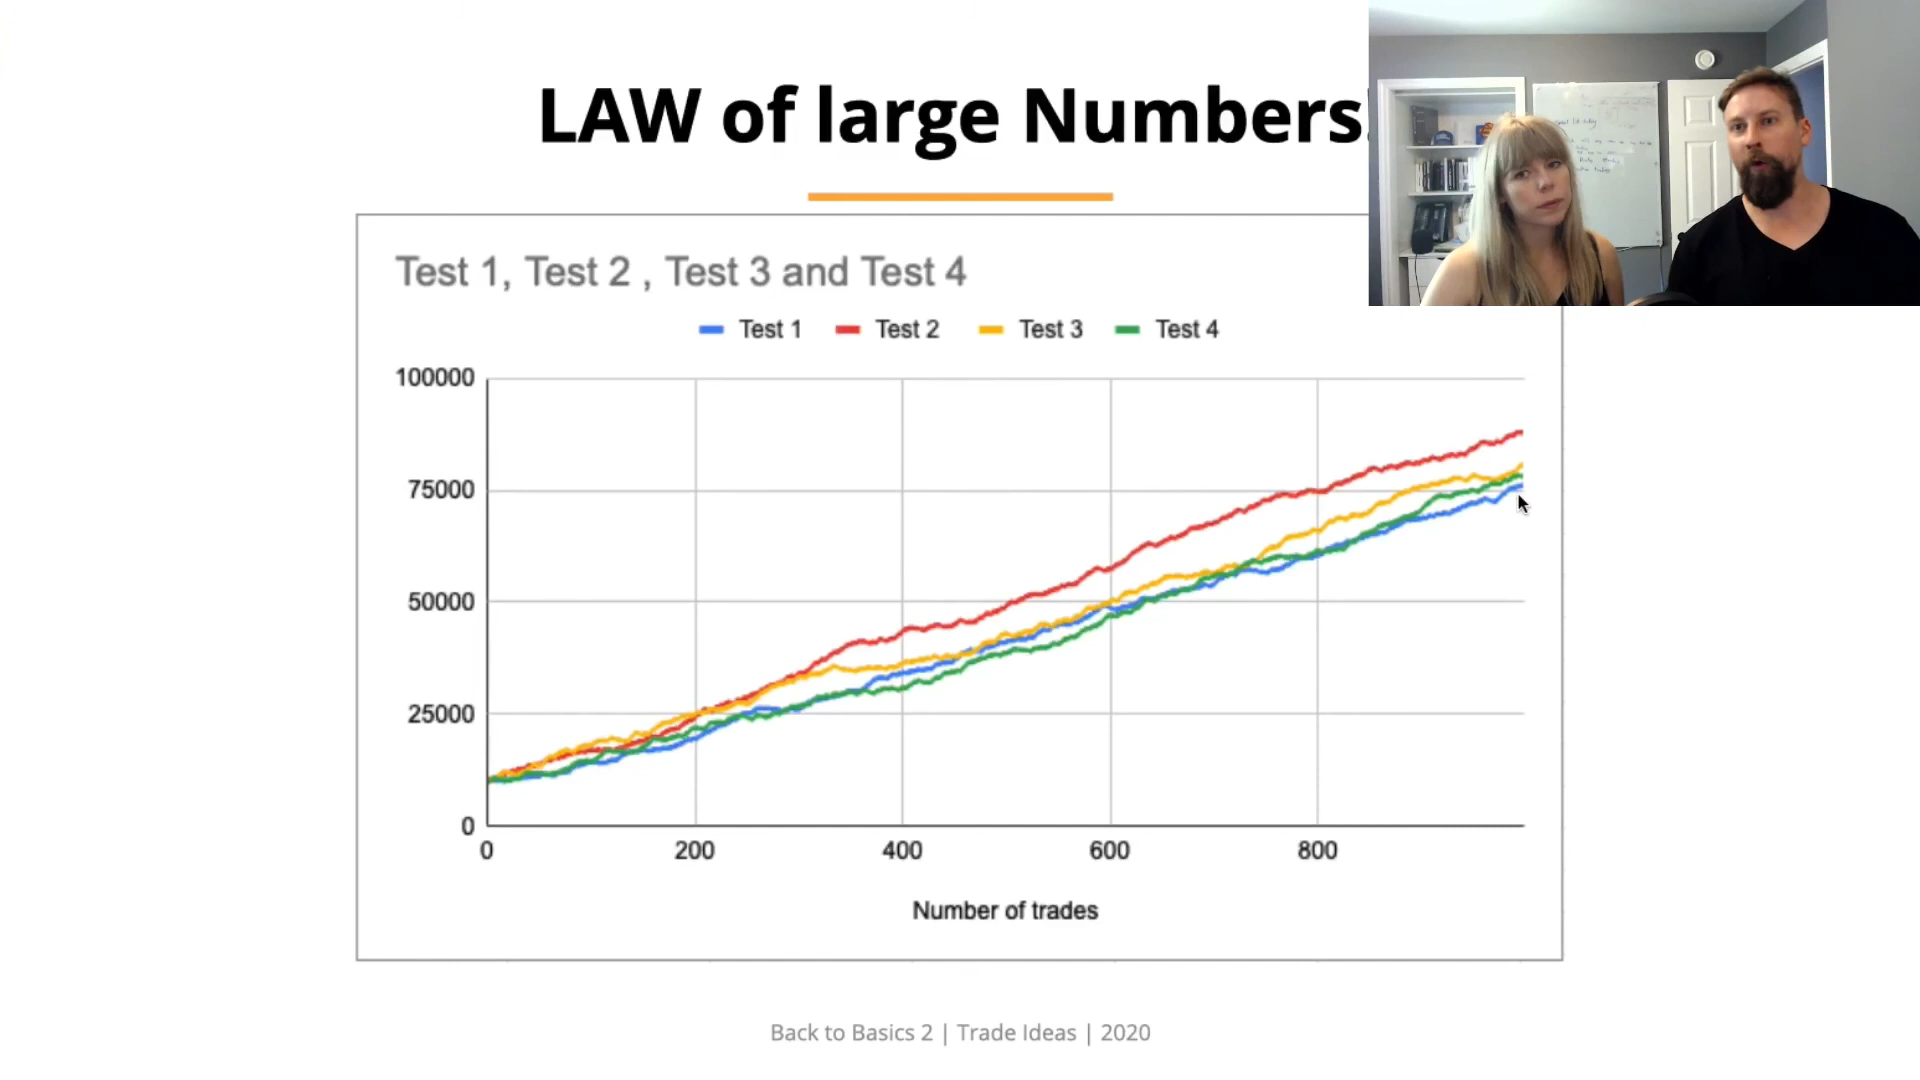 LAW of large Numbers!
Test 1, Test 2 , Test 3 and Test 4
Test 1
Test 2
Test 3
Test 4
100000
75000
50000
25000
0
0
200
400
600
800
Number of trades
Back to Basics 2 | Trade Ideas | 2020